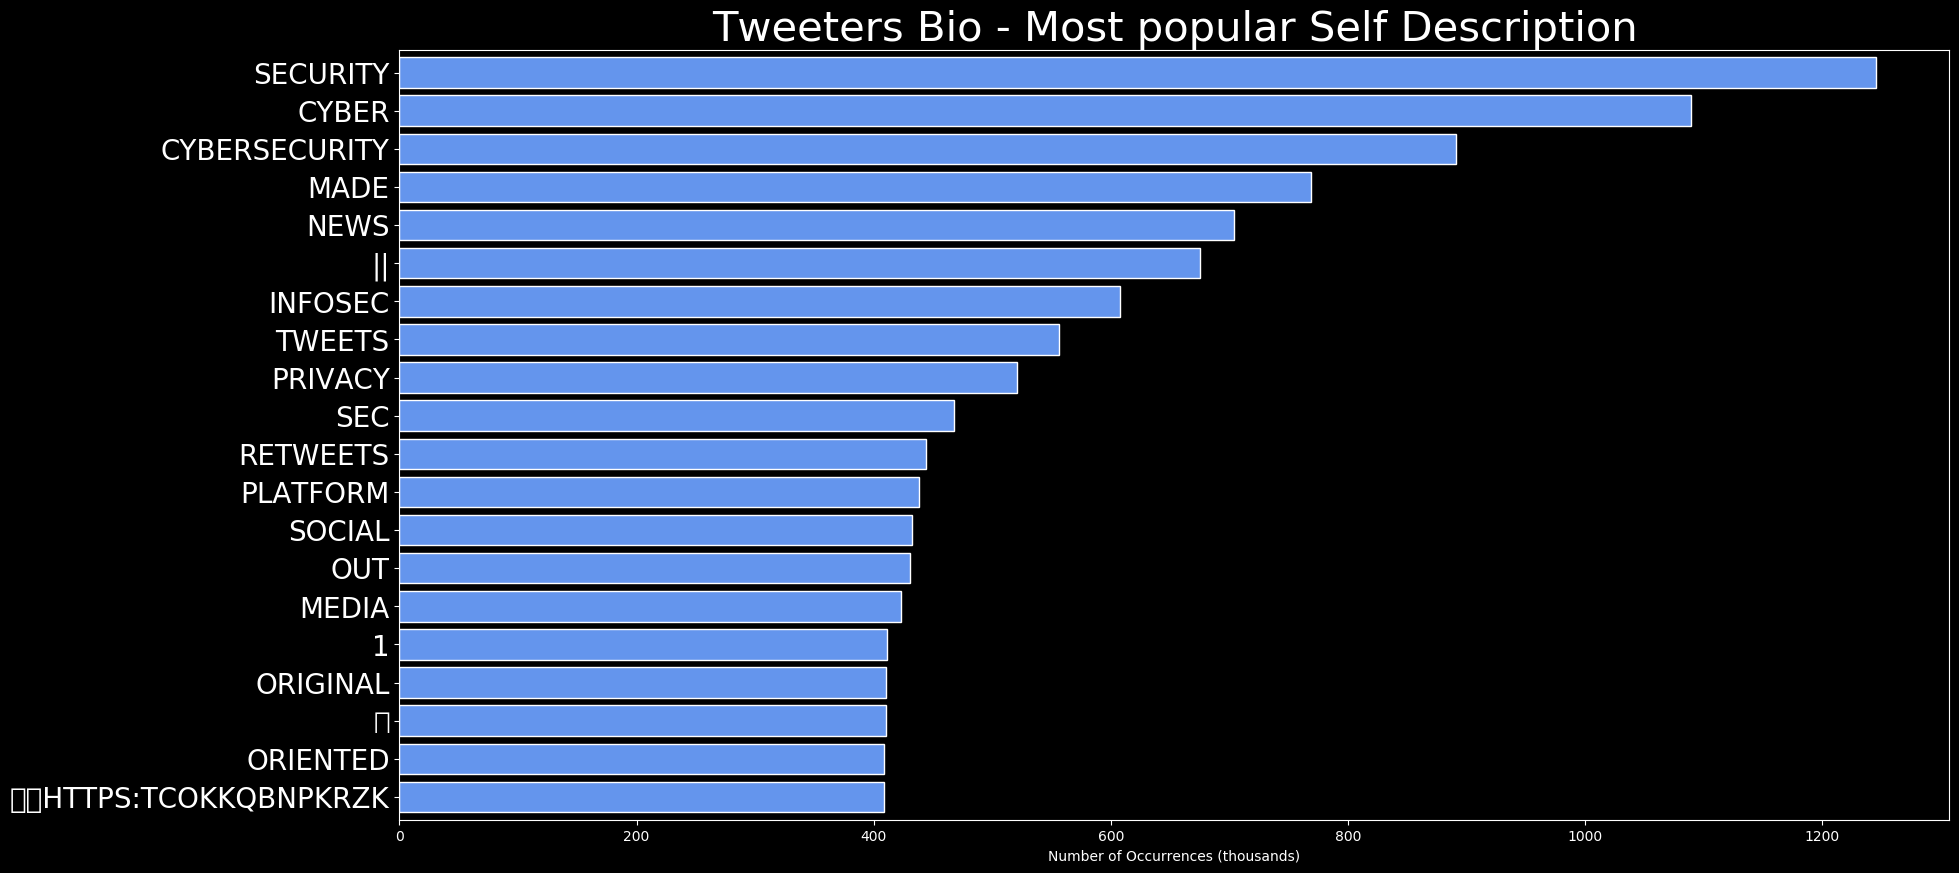 Tweeters Bio - Most popular Self Description
SECURITY
CYBER
CYBERSECURITY
MADE
NEWS
||
INFOSEC
TWEETS
PRIVACY
SEC
RETWEETS
PLATFORM
SOCIAL
OUT
MEDIA
1
ORIGINAL
▯
ORIENTED
▯▯HTTPS:TCOKKQBNPKRZK
0 200 400 600 800 1000 1200
Number of Occurrences (thousands)